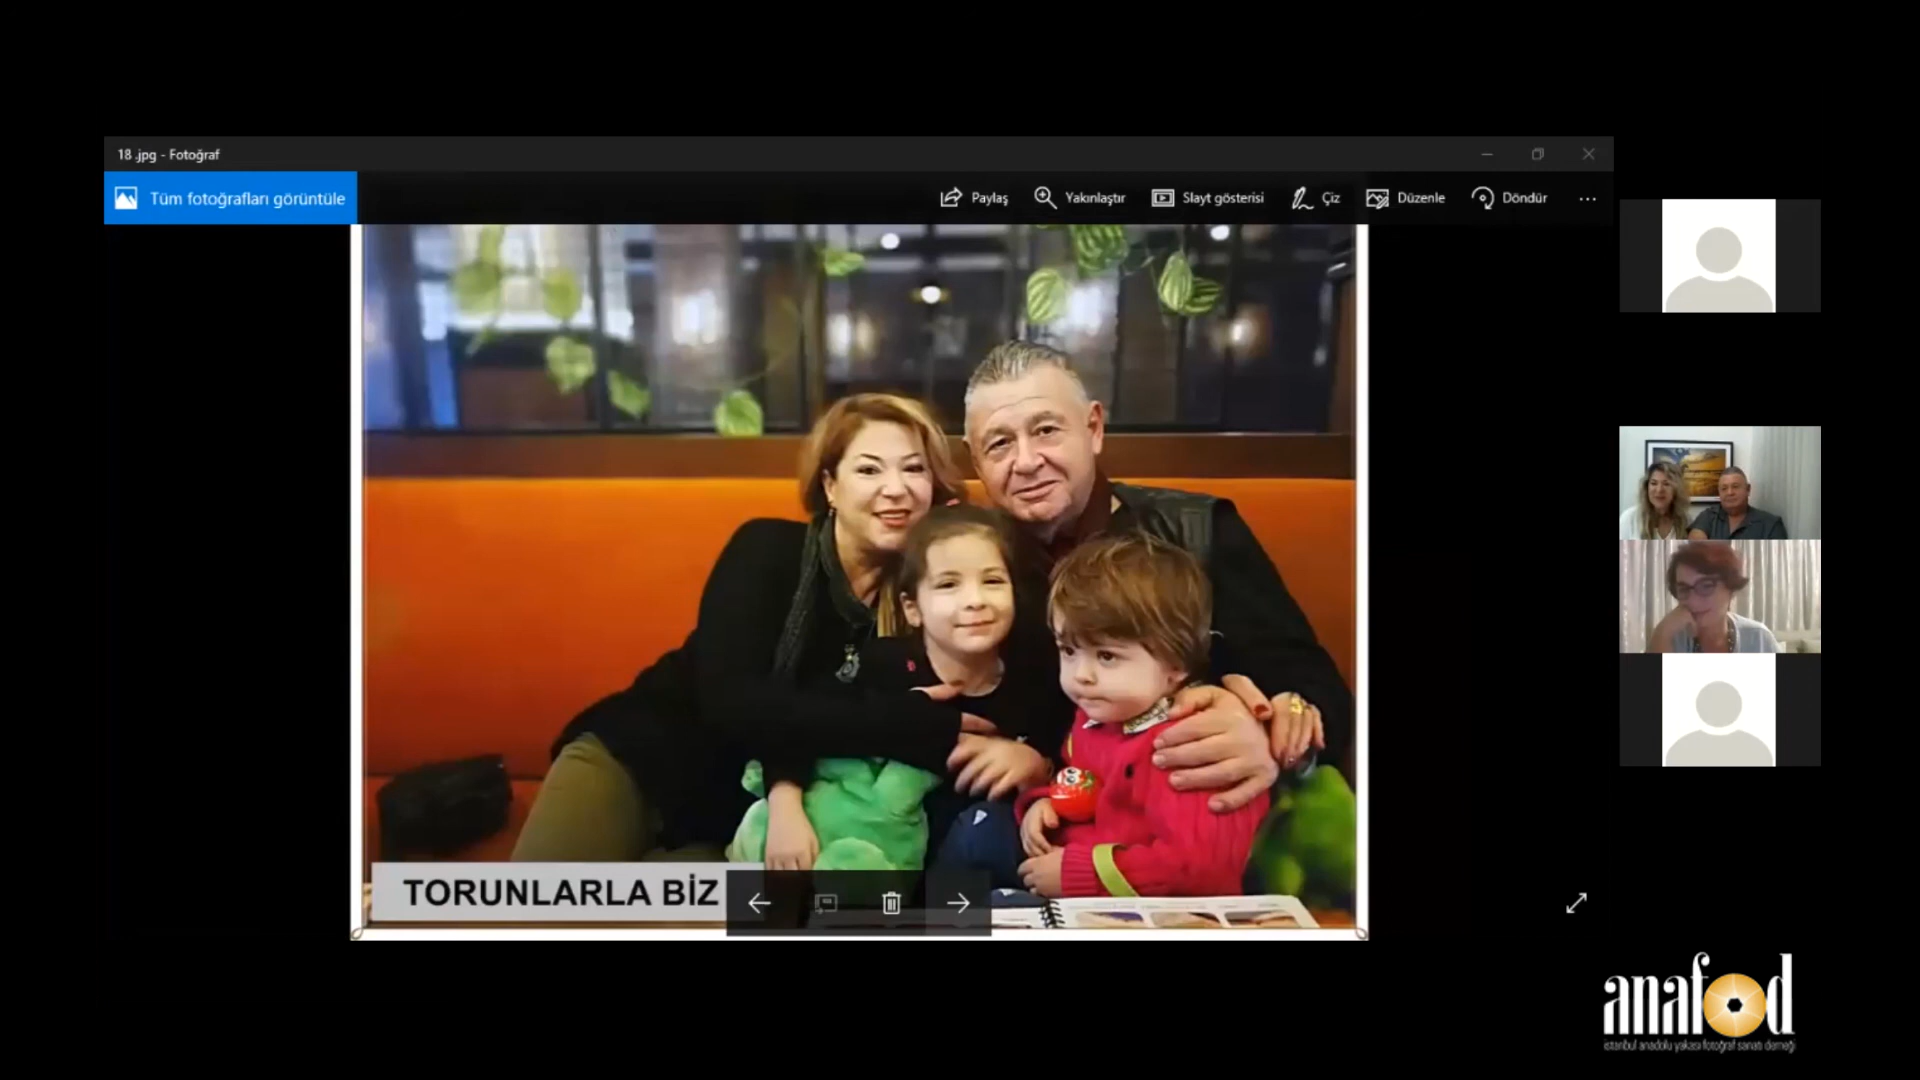 18 .jpg - Fotoğraf
Tüm fotoğrafları görüntüle
Paylaş
Yakınlaştır
Slayt gösterisi
Çiz
Düzenle
Döndür
TORUNLARLA BİZ
anafod
istanbul anadolu yakası fotoğraf sanatı derneği